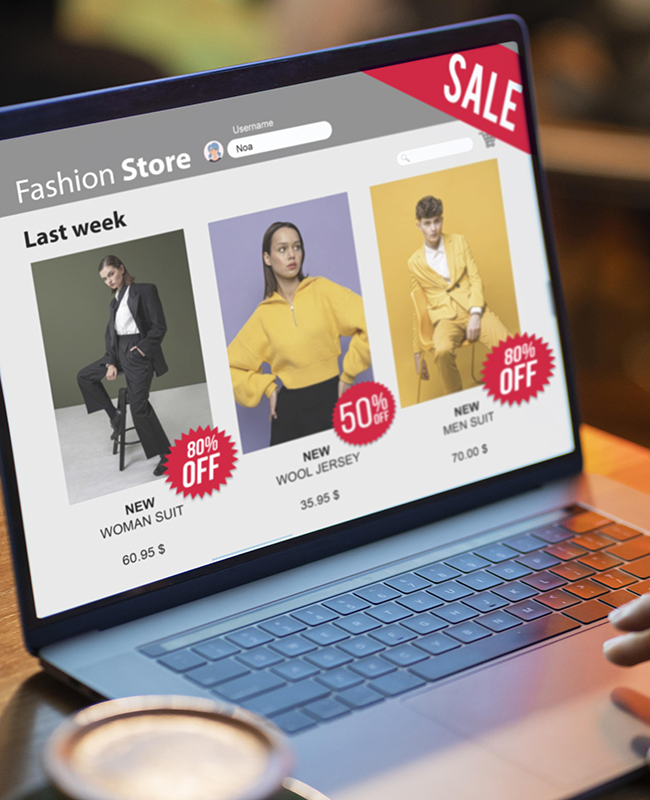 SALE
Username
Noa
Fashion Store
Last week
80%
OFF
50%
OFF
80%
OFF
NEW
WOMAN SUIT
60.95 $
NEW
WOOL JERSEY
35.95 $
NEW
MEN SUIT
70.00 $